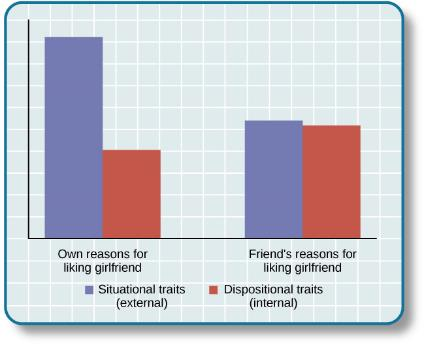 Own reasons for
liking girlfriend
Friend's reasons for
liking girlfriend
Situational traits
(external)
Dispositional traits
(internal)